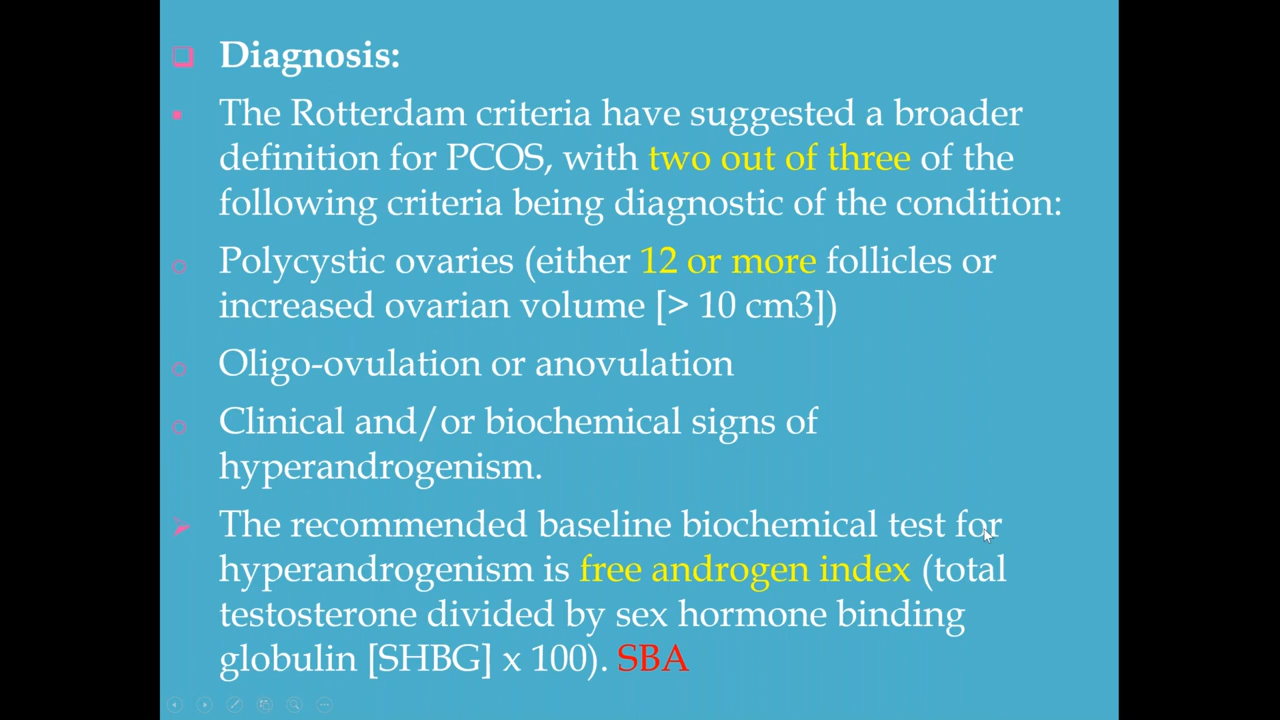 Diagnosis:
The Rotterdam criteria have suggested a broader
definition for PCOS, with two out of three of the
following criteria being diagnostic of the condition:
Polycystic ovaries (either 12 or more follicles or
increased ovarian volume [> 10 cm3])
Oligo-ovulation or anovulation
Clinical and/or biochemical signs of
hyperandrogenism.
The recommended baseline biochemical test for
hyperandrogenism is free androgen index (total
testosterone divided by sex hormone binding
globulin [SHBG] x 100). SBA